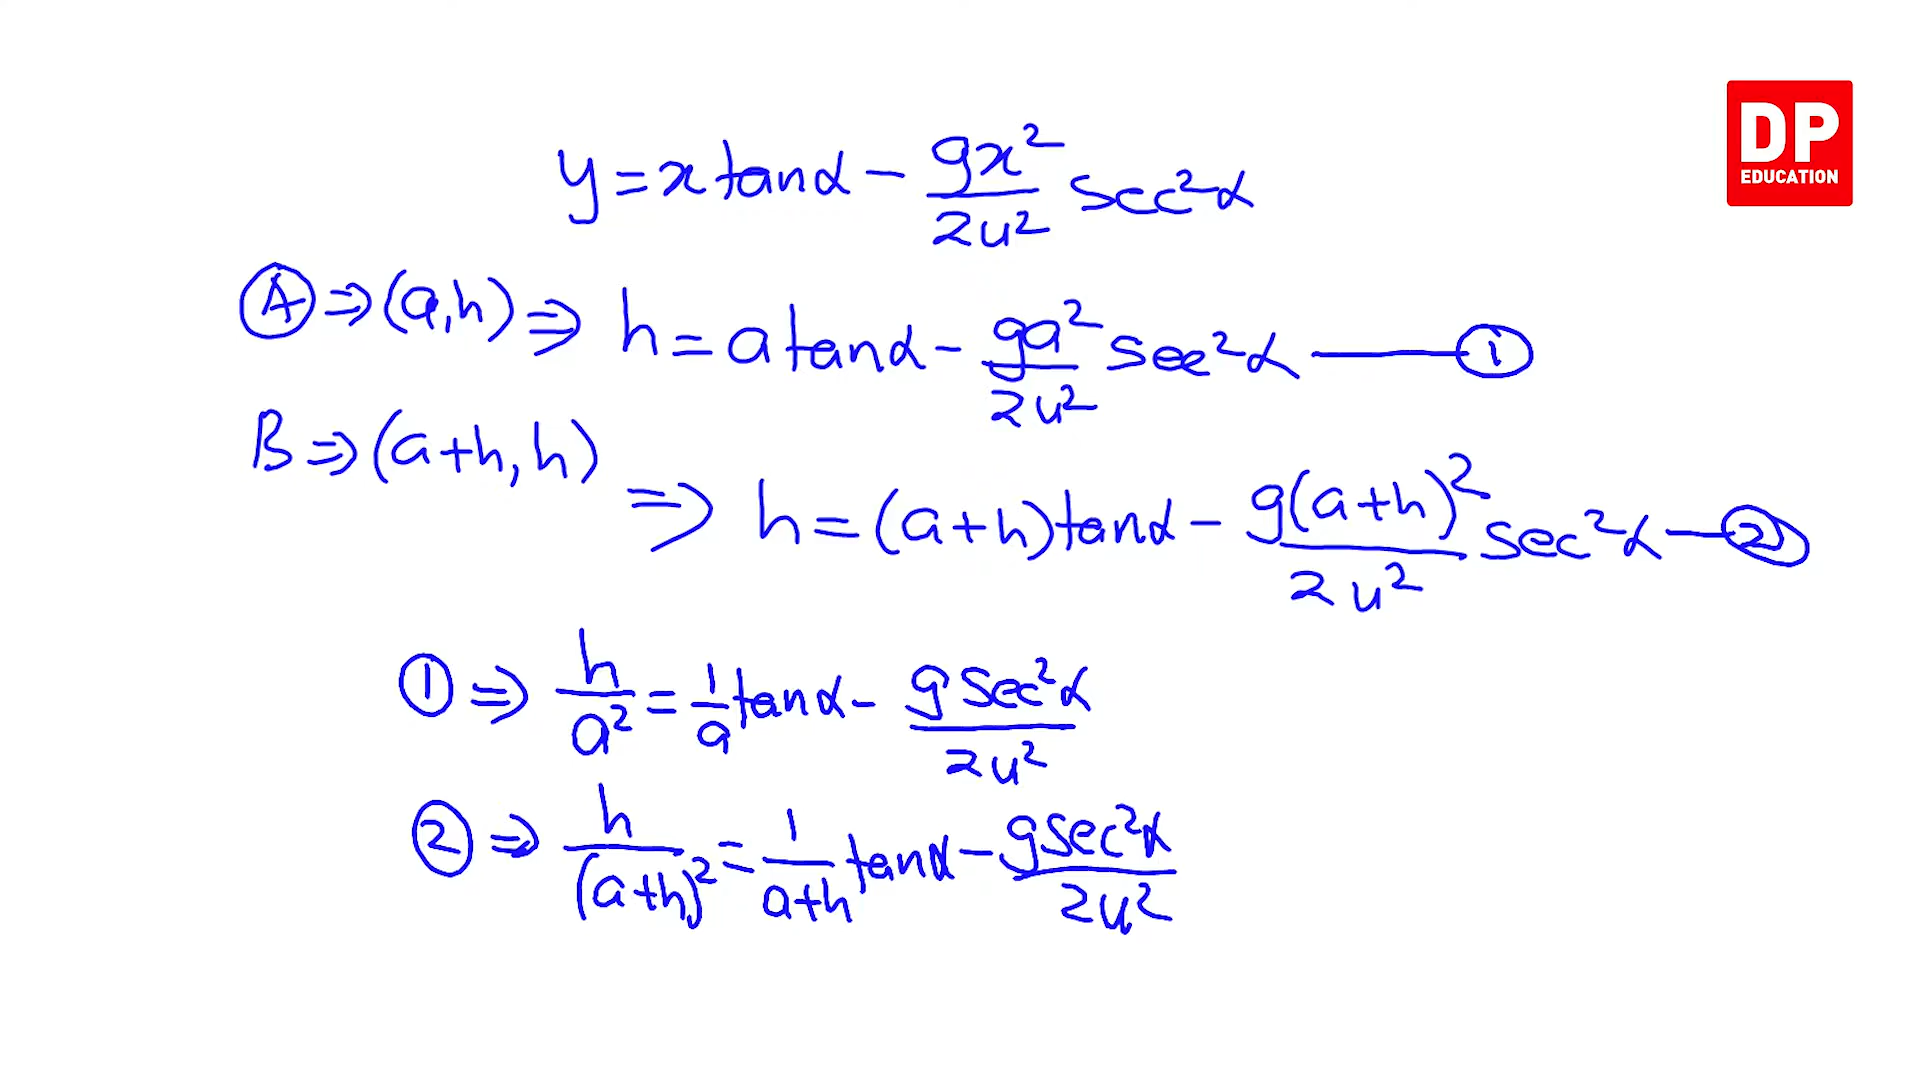 DP
EDUCATION
y = x tanα − gx²/2u² sec²α
Ⓐ ⇒ (a,h) ⇒ h = a tanα − ga²/2u² sec²α —— ①
B ⇒ (a+h, h)
⇒ h = (a+h)tanα − g(a+h)²/2u² sec²α — ②
① ⇒ h/a² = 1/a tanα − g sec²α/2u²
② ⇒ h/(a+h)² = 1/a+h tanα − g sec²α/2u²